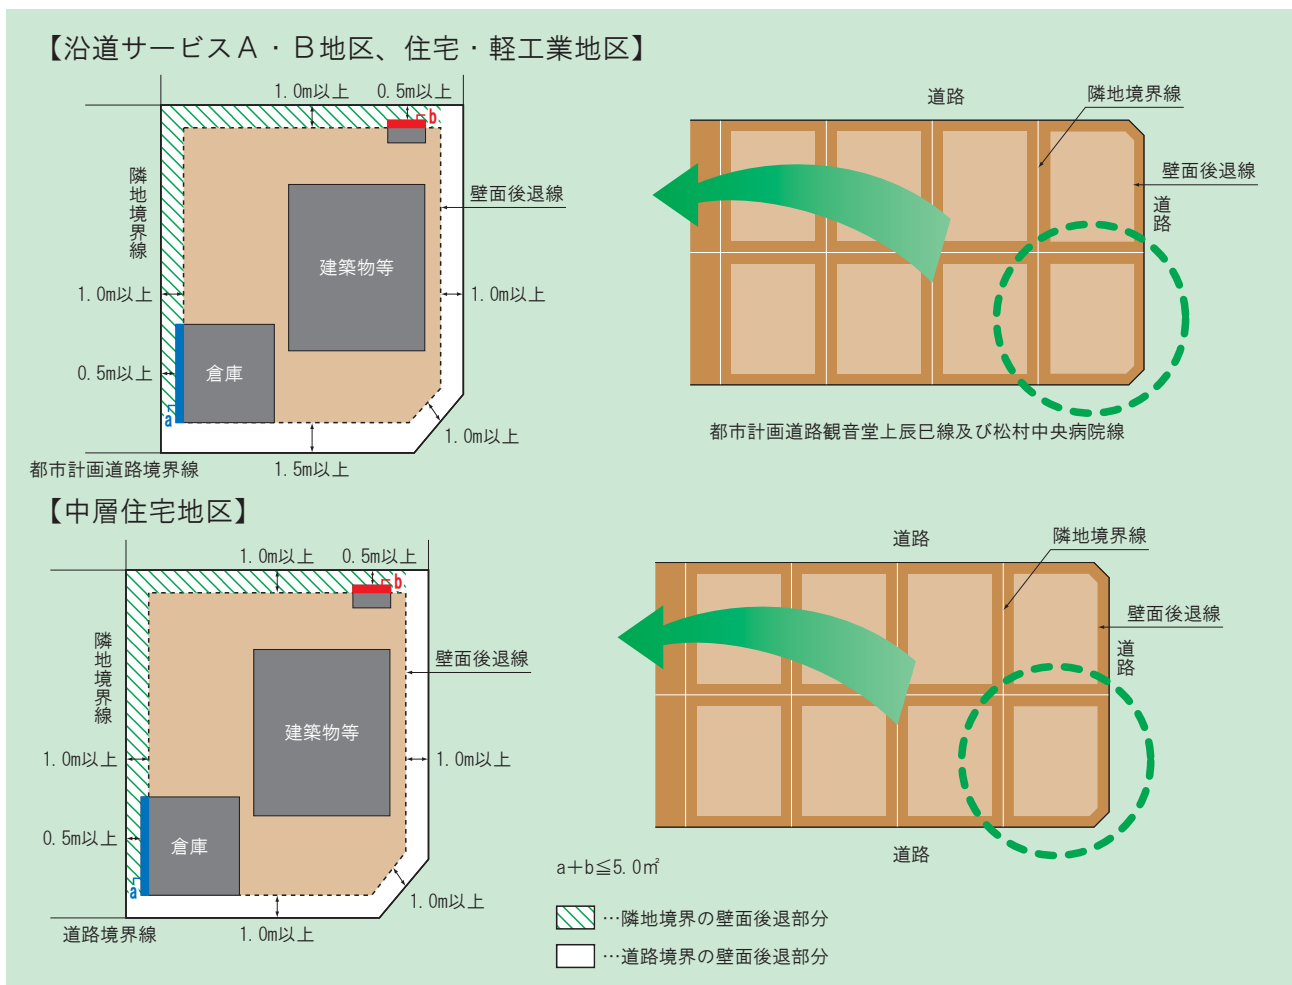 【沿道サービスA・B地区、住宅・軽工業地区】
1.0m以上
0.5m以上
b
隣地境界線
壁面後退線
建築物等
1.0m以上
1.0m以上
倉庫
0.5m以上
a
1.0m以上
都市計画道路境界線
1.5m以上
道路
隣地境界線
壁面後退線
道路
都市計画道路観音堂上辰巳線及び松村中央病院線
【中層住宅地区】
1.0m以上
0.5m以上
b
隣地境界線
壁面後退線
建築物等
1.0m以上
1.0m以上
倉庫
0.5m以上
a
1.0m以上
道路境界線
1.0m以上
道路
隣地境界線
壁面後退線
道路
道路
a+b≦5.0㎡
…隣地境界の壁面後退部分
…道路境界の壁面後退部分